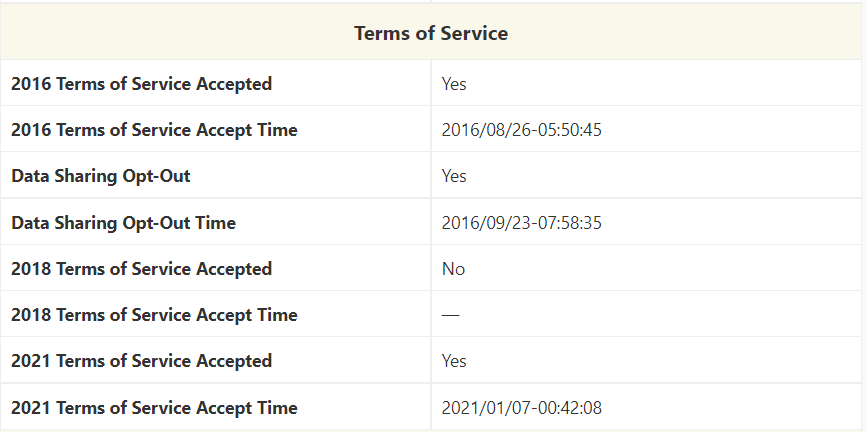 Terms of Service
2016 Terms of Service Accepted Yes
2016 Terms of Service Accept Time 2016/08/26-05:50:45
Data Sharing Opt-Out Yes
Data Sharing Opt-Out Time 2016/09/23-07:58:35
2018 Terms of Service Accepted No
2018 Terms of Service Accept Time —
2021 Terms of Service Accepted Yes
2021 Terms of Service Accept Time 2021/01/07-00:42:08